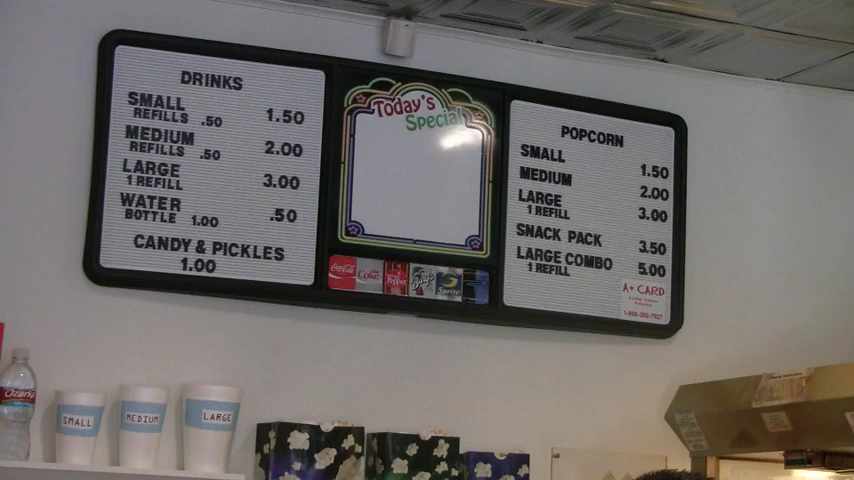 DRINKS
SMALL 1.50
REFILLS .50
MEDIUM 2.00
REFILLS .50
LARGE 3.00
1 REFILL
WATER .50
BOTTLE 1.00
CANDY & PICKLES
1.00
Today's
Special
Coca-Cola
Coke
Dr Pepper
Barq's
Sprite
POPCORN
SMALL 1.50
MEDIUM 2.00
LARGE 3.00
1 REFILL
SNACK PACK 3.50
LARGE COMBO 5.00
1 REFILL
A+ CARD
Ozarka
SMALL
MEDIUM
LARGE